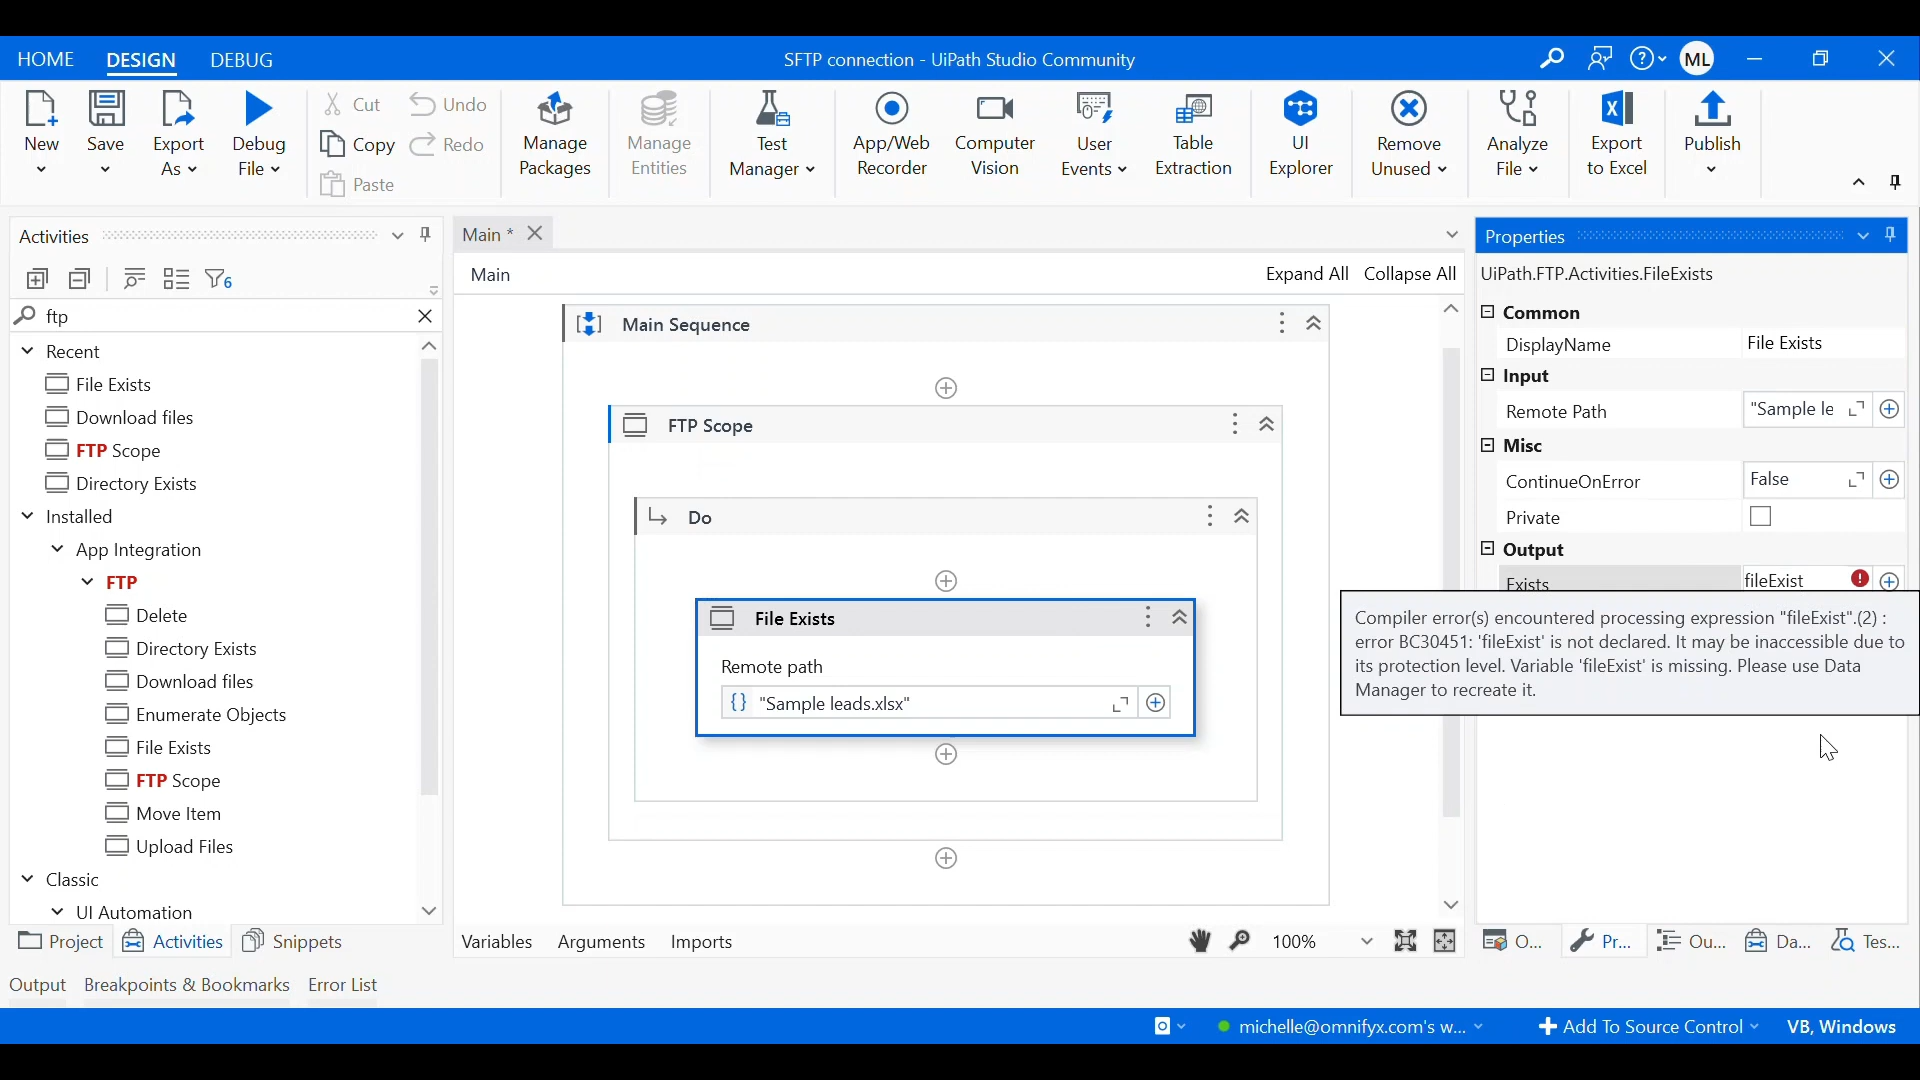 HOME DESIGN DEBUG SFTP connection - UiPath Studio Community ML
New Save Export As Debug File
Cut Copy Paste Undo Redo
Manage Packages
Manage Entities
Test Manager
App/Web Recorder
Computer Vision
User Events
Table Extraction
UI Explorer
Remove Unused
Analyze File
Export to Excel
Publish
Activities
6
ftp
Recent
File Exists
Download files
FTP Scope
Directory Exists
Installed
App Integration
FTP
Delete
Directory Exists
Download files
Enumerate Objects
File Exists
FTP Scope
Move Item
Upload Files
Classic
UI Automation
Project Activities Snippets
Main *
Main Expand All Collapse All
Main Sequence
FTP Scope
Do
File Exists
Remote path
{} "Sample leads.xlsx"
Variables Arguments Imports 100%
Properties
UiPath.FTP.Activities.FileExists
Common
DisplayName File Exists
Input
Remote Path "Sample le
Misc
ContinueOnError False
Private
Output
Exists fileExist
Compiler error(s) encountered processing expression "fileExist".(2) :
error BC30451: 'fileExist' is not declared. It may be inaccessible due to
its protection level. Variable 'fileExist' is missing. Please use Data
Manager to recreate it.
O... Pr... Ou... Da... Tes...
Output Breakpoints & Bookmarks Error List
michelle@omnifyx.com's w... Add To Source Control VB, Windows